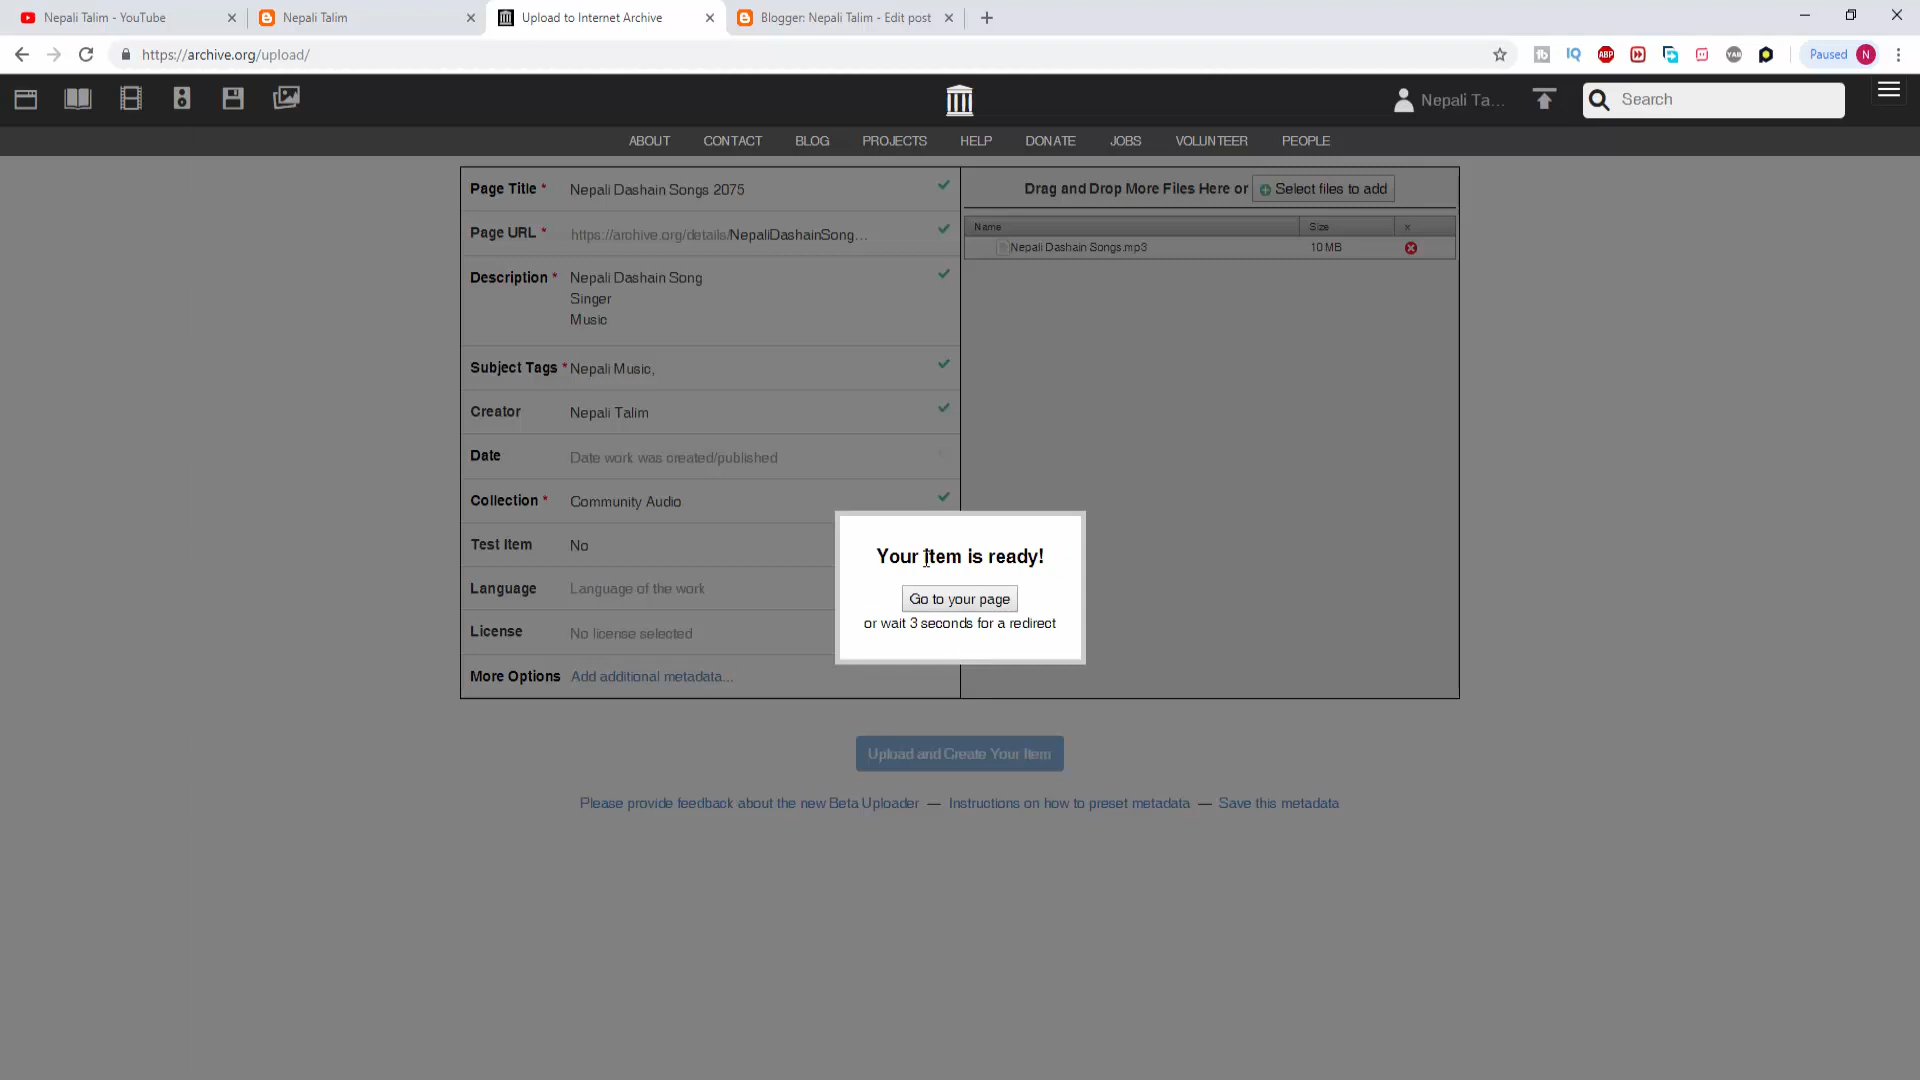 Nepali Talim - YouTube
Nepali Talim
Upload to Internet Archive
Blogger: Nepali Talim - Edit post
https://archive.org/upload/
tb
IQ
ABP
YAB
Paused
N
Nepali Ta...
Search
ABOUT
CONTACT
BLOG
PROJECTS
HELP
DONATE
JOBS
VOLUNTEER
PEOPLE
Page Title * Nepali Dashain Songs 2075
Page URL * https://archive.org/details/NepaliDashainSong...
Description * Nepali Dashain Song
Singer
Music
Subject Tags * Nepali Music,
Creator Nepali Talim
Date Date work was created/published
Collection * Community Audio
Test Item No
Language Language of the work
License No license selected
More Options Add additional metadata...
Drag and Drop More Files Here or Select files to add
Name Size x
Nepali Dashain Songs.mp3 10 MB
Your item is ready!
Go to your page
or wait 3 seconds for a redirect
Upload and Create Your Item
Please provide feedback about the new Beta Uploader — Instructions on how to preset metadata — Save this metadata